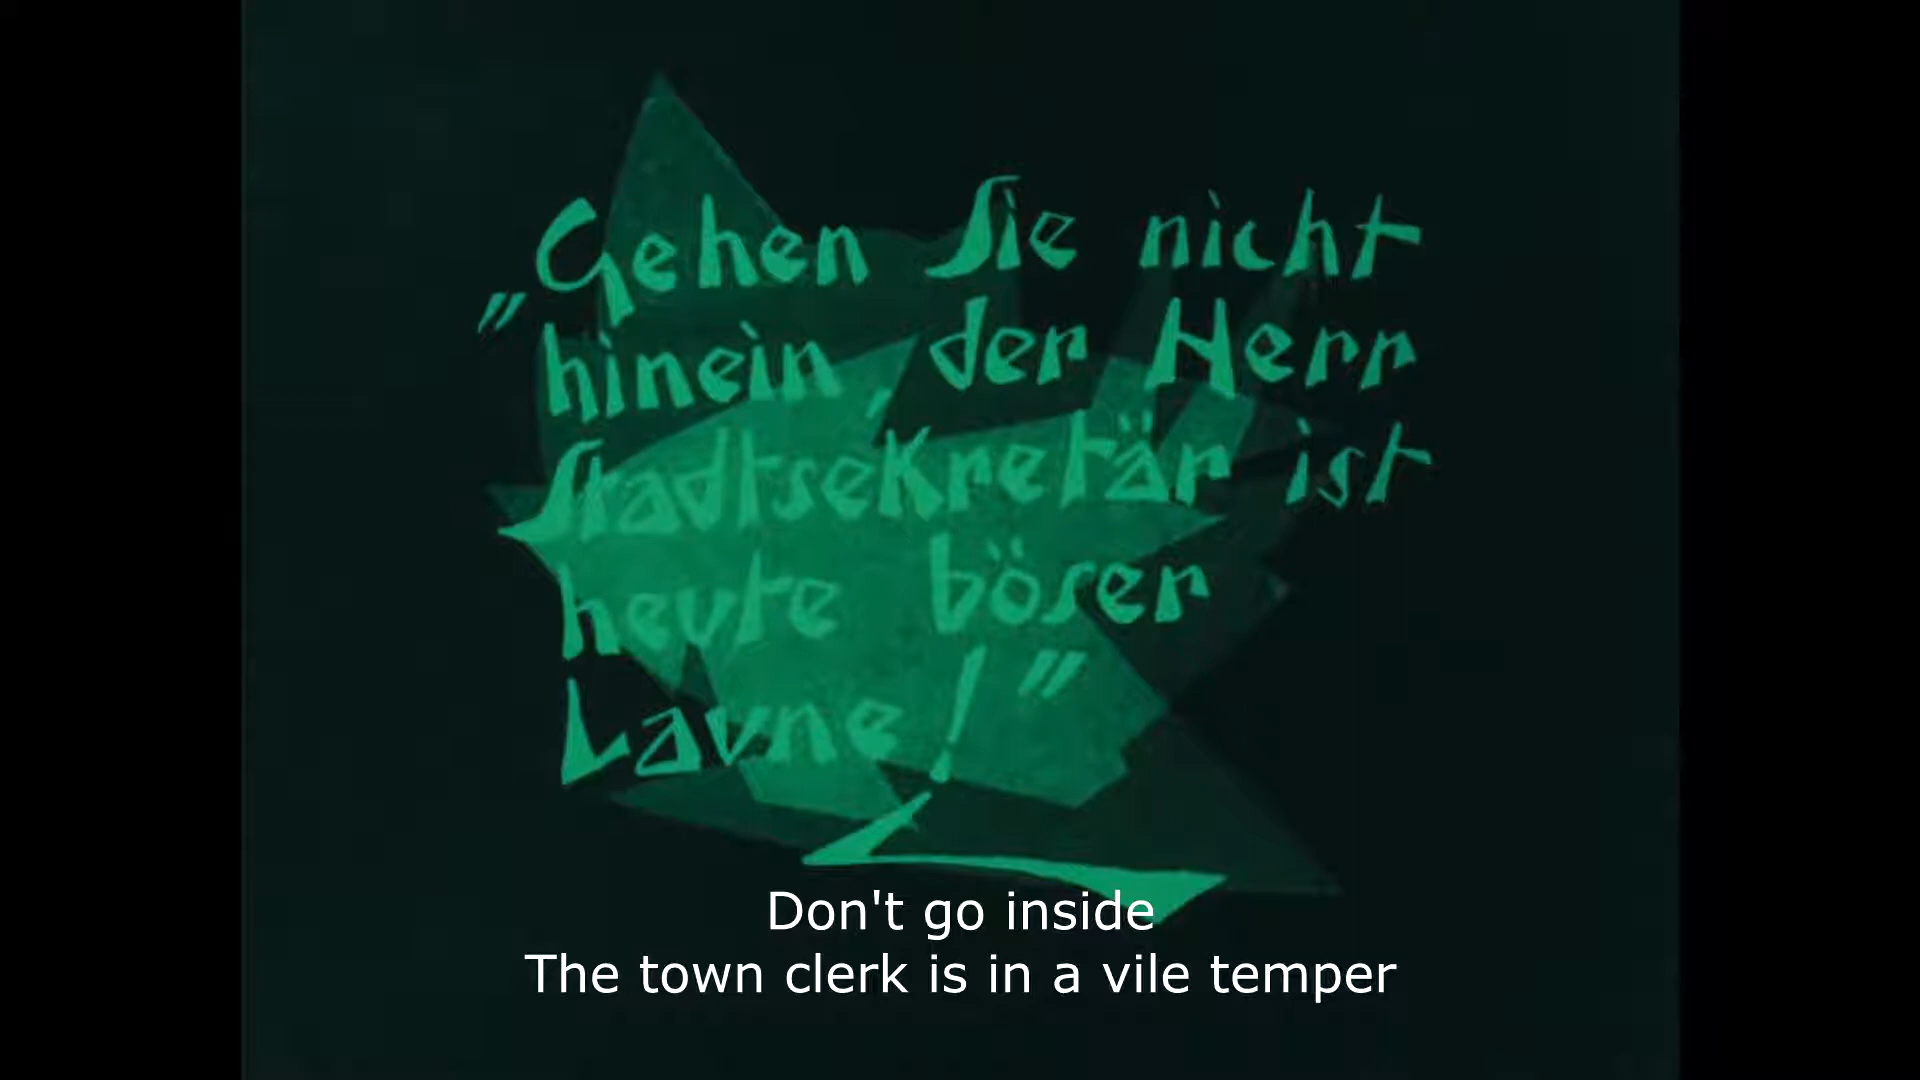 „Gehen Sie nicht
hinein, der Herr
Stadtsekretär ist
heute böser
Laune!"
Don't go inside
The town clerk is in a vile temper